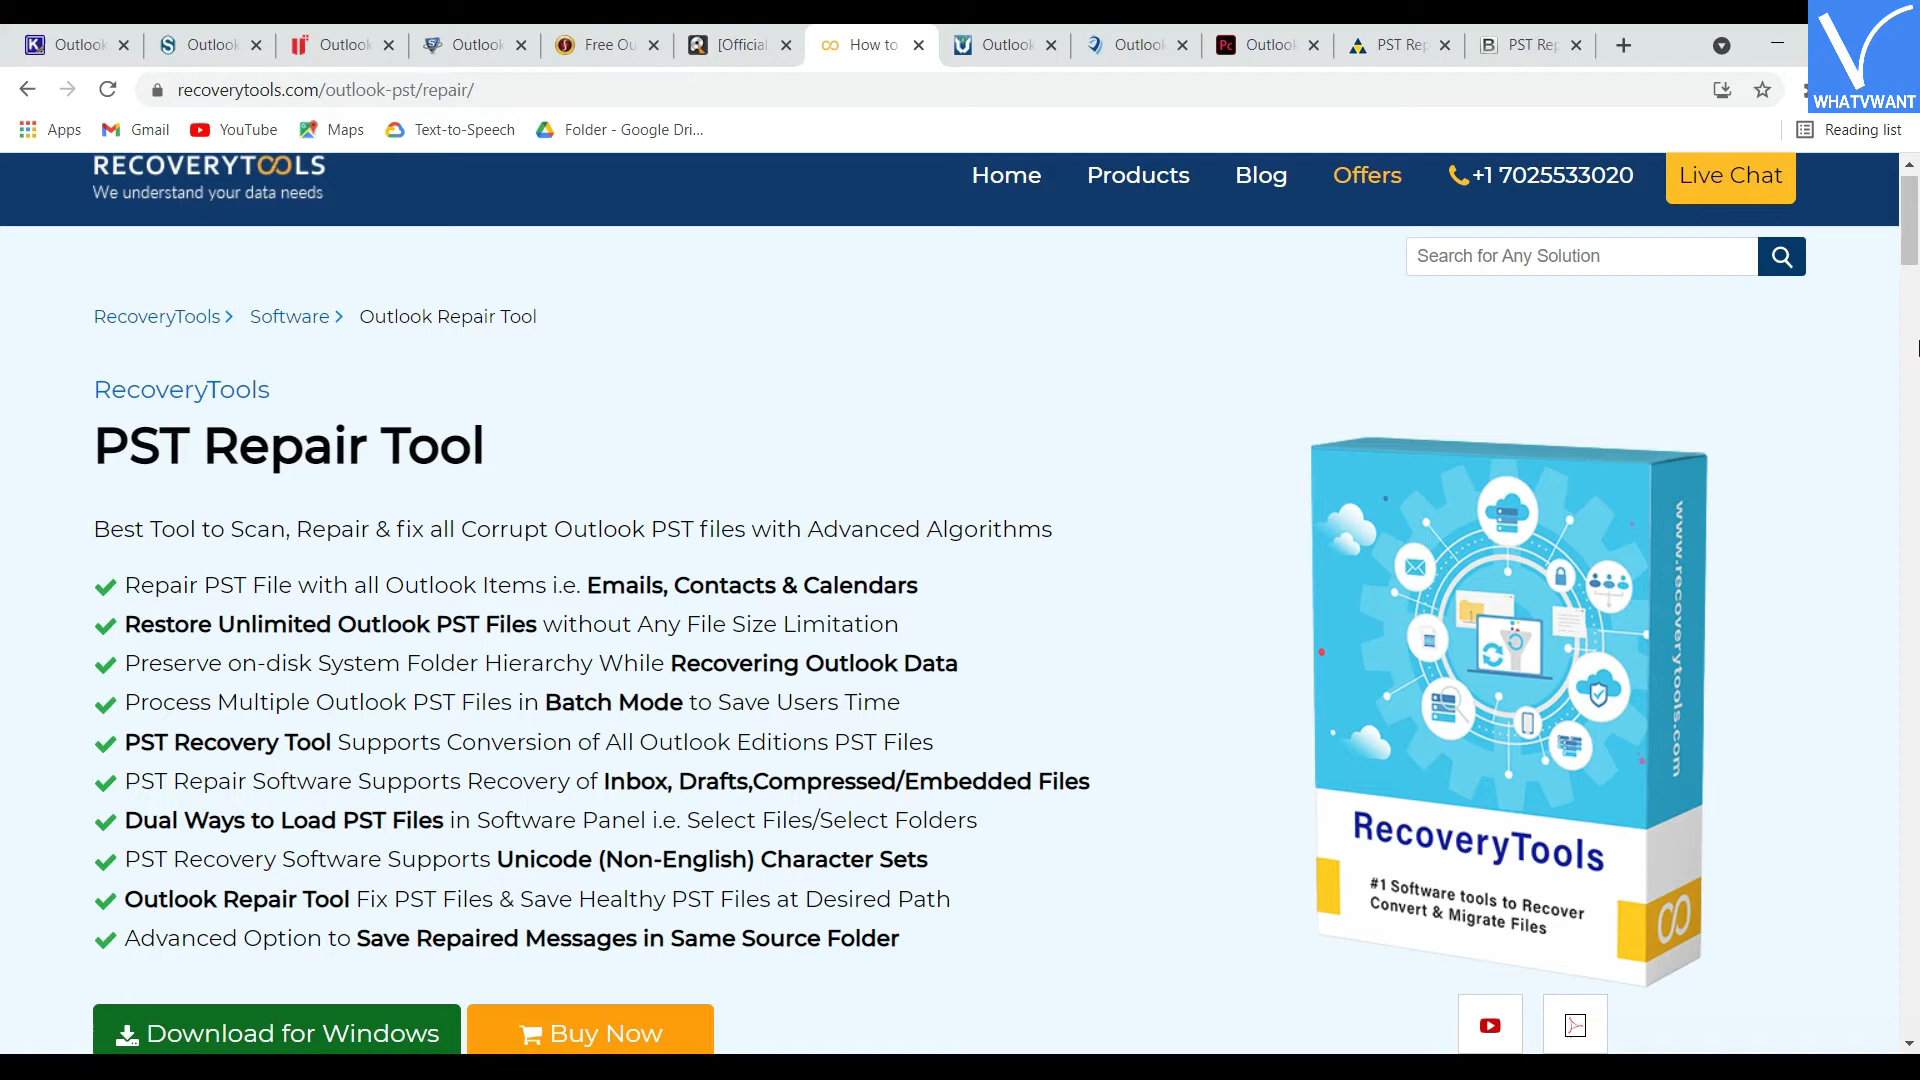 Outlook
Outlook
Outlook
Outlook
Free Ou
[Official
How to
Outlook
Outlook
Outlook
PST Rep
PST Rep
recoverytools.com/outlook-pst/repair/
WHATVWANT
Apps
Gmail
YouTube
Maps
Text-to-Speech
Folder - Google Dri...
Reading list
RECOVERYTOOLS
We understand your data needs
Home
Products
Blog
Offers
+1 7025533020
Live Chat
Search for Any Solution
RecoveryTools > Software > Outlook Repair Tool
RecoveryTools
PST Repair Tool
Best Tool to Scan, Repair & fix all Corrupt Outlook PST files with Advanced Algorithms
Repair PST File with all Outlook Items i.e. Emails, Contacts & Calendars
Restore Unlimited Outlook PST Files without Any File Size Limitation
Preserve on-disk System Folder Hierarchy While Recovering Outlook Data
Process Multiple Outlook PST Files in Batch Mode to Save Users Time
PST Recovery Tool Supports Conversion of All Outlook Editions PST Files
PST Repair Software Supports Recovery of Inbox, Drafts,Compressed/Embedded Files
Dual Ways to Load PST Files in Software Panel i.e. Select Files/Select Folders
PST Recovery Software Supports Unicode (Non-English) Character Sets
Outlook Repair Tool Fix PST Files & Save Healthy PST Files at Desired Path
Advanced Option to Save Repaired Messages in Same Source Folder
Download for Windows
Buy Now
www.recoverytools.com
RecoveryTools
#1 Software tools to Recover
Convert & Migrate Files